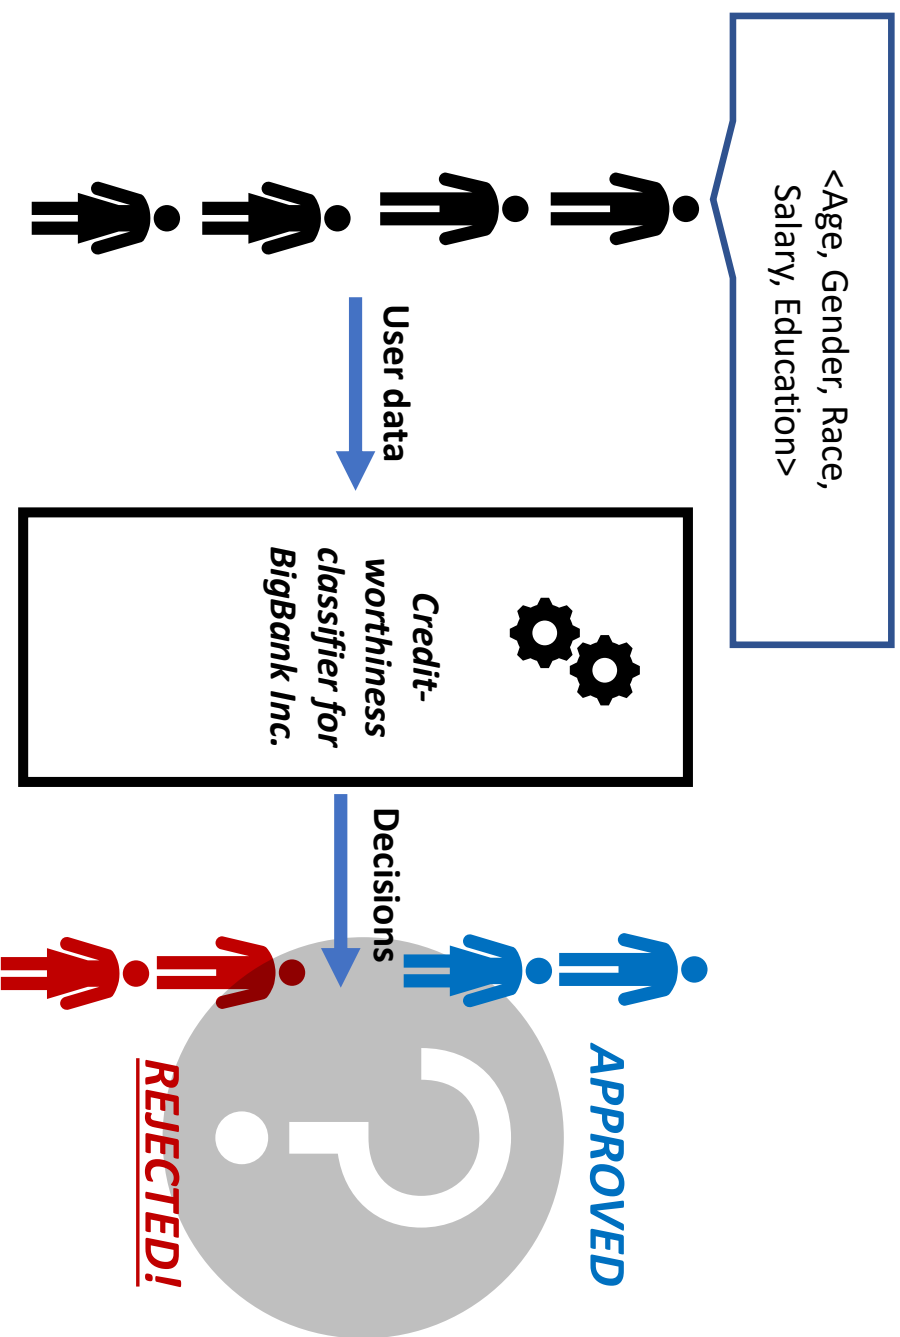 <Age, Gender, Race,
Salary, Education>
User data
Credit-
worthiness
classifier for
BigBank Inc.
Decisions
APPROVED
REJECTED!
?